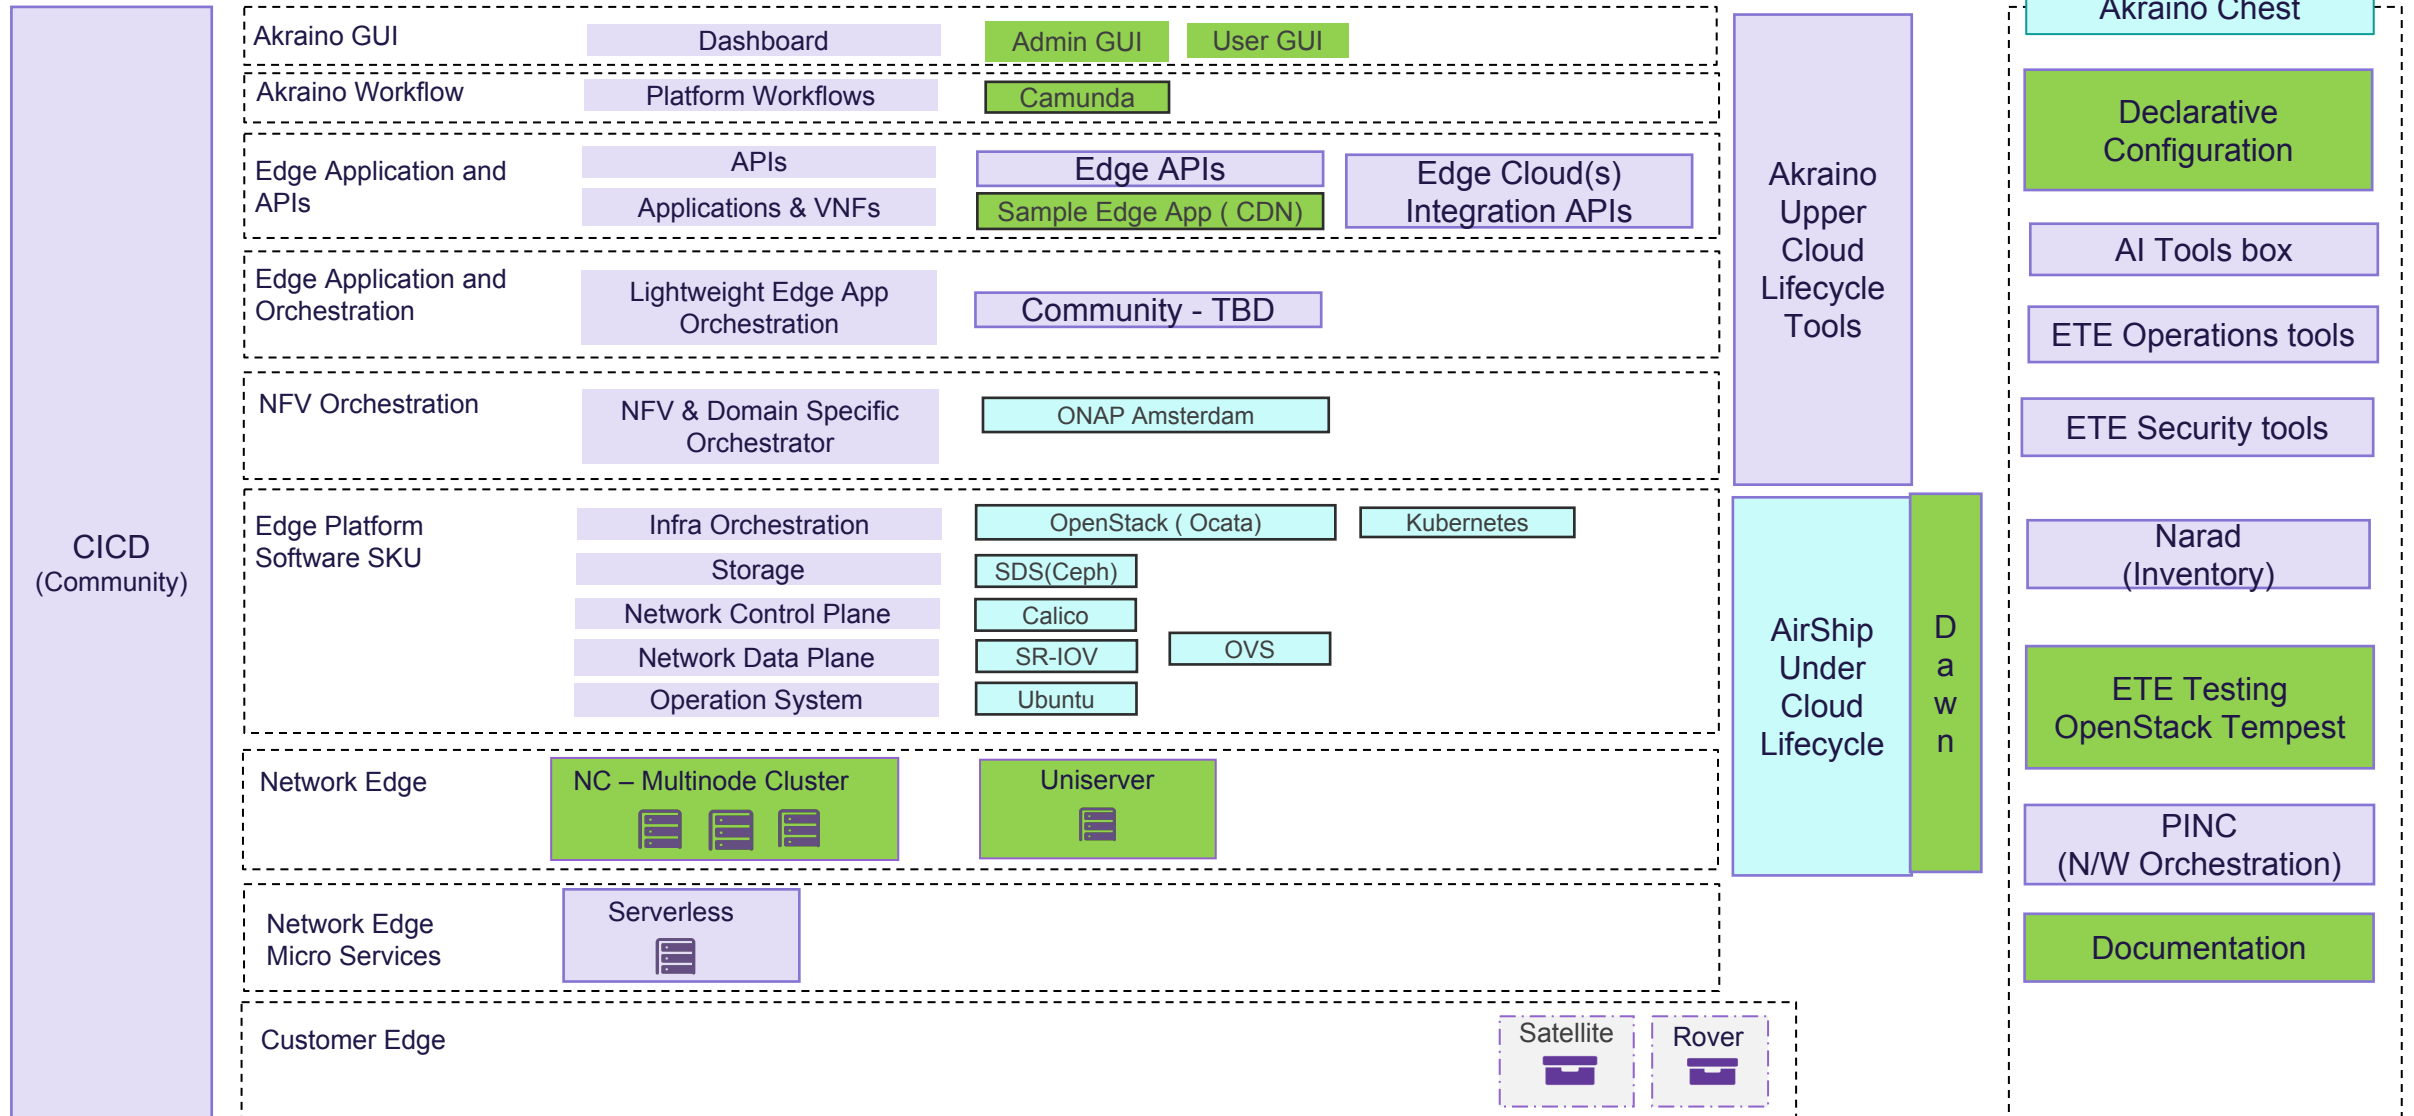 CICD
(Community)
Akraino GUI
Dashboard
Admin GUI
User GUI
Akraino Workflow
Platform Workflows
Camunda
Edge Application and
APIs
APIs
Applications & VNFs
Edge APIs
Sample Edge App ( CDN)
Edge Cloud(s)
Integration APIs
Edge Application and
Orchestration
Lightweight Edge App
Orchestration
Community - TBD
NFV Orchestration
NFV & Domain Specific
Orchestrator
ONAP Amsterdam
Edge Platform
Software SKU
Infra Orchestration
OpenStack ( Ocata)
Kubernetes
Storage
SDS(Ceph)
Network Control Plane
Calico
Network Data Plane
SR-IOV
OVS
Operation System
Ubuntu
Network Edge
NC – Multinode Cluster
Uniserver
Network Edge
Micro Services
Serverless
Customer Edge
Satellite
Rover
Akraino
Upper
Cloud
Lifecycle
Tools
AirShip
Under
Cloud
Lifecycle
D
a
w
n
Akraino Chest
Declarative
Configuration
AI Tools box
ETE Operations tools
ETE Security tools
Narad
(Inventory)
ETE Testing
OpenStack Tempest
PINC
(N/W Orchestration)
Documentation